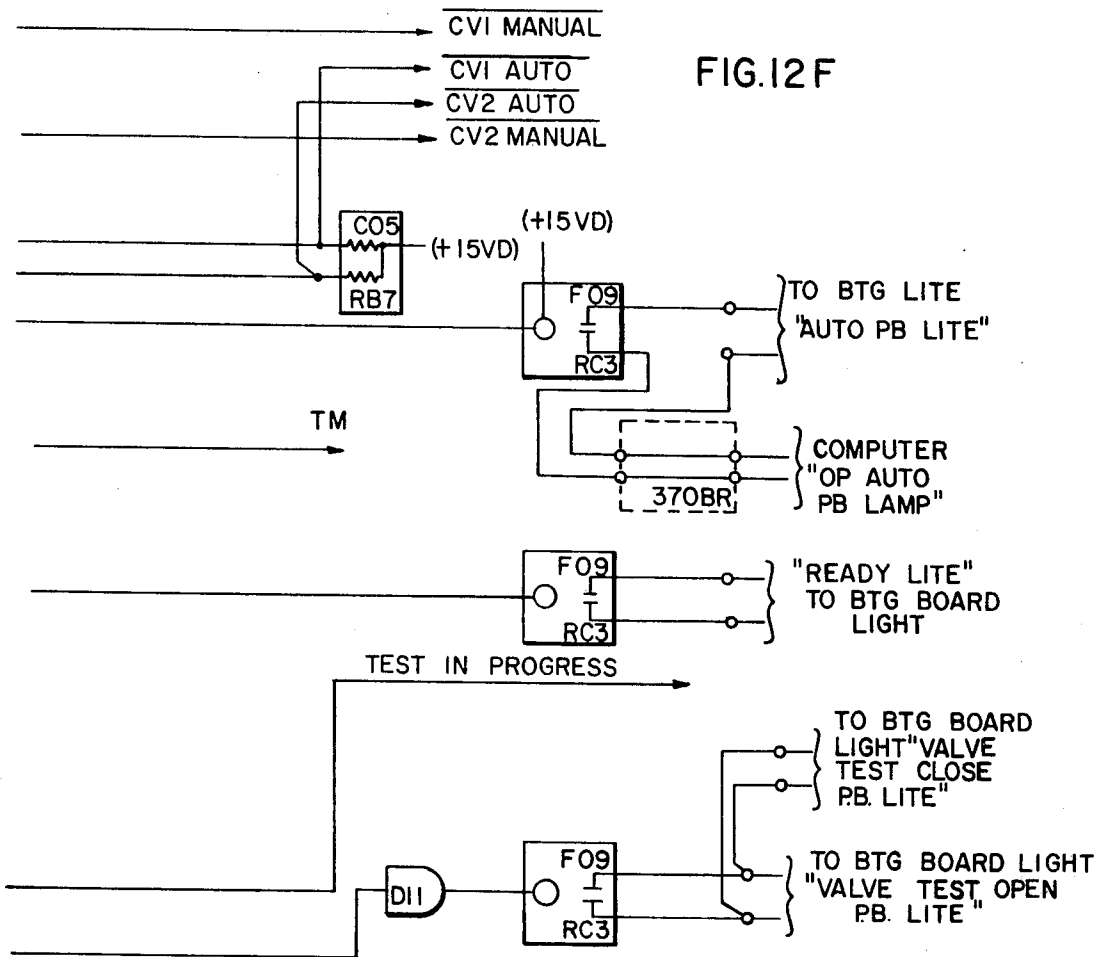 CV1 MANUAL
CV1 AUTO
CV2 AUTO
CV2 MANUAL
FIG.12F
C05
RB7
(+15VD)
(+15VD)
F09
RC3
TO BTG LITE
"AUTO PB LITE"
TM
370BR
COMPUTER
"OP AUTO
PB LAMP"
F09
RC3
"READY LITE"
TO BTG BOARD
LIGHT
TEST IN PROGRESS
TO BTG BOARD
LIGHT "VALVE
TEST CLOSE
P.B. LITE"
D11
F09
RC3
TO BTG BOARD LIGHT
"VALVE TEST OPEN
P.B. LITE"